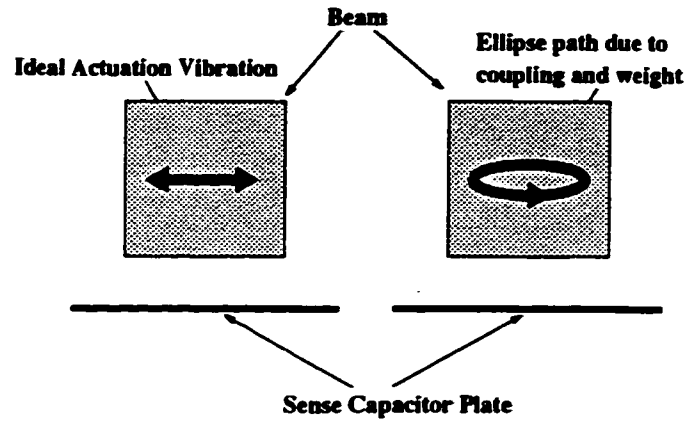 Beam
Ideal Actuation Vibration
Ellipse path due to
coupling and weight
Sense Capacitor Plate